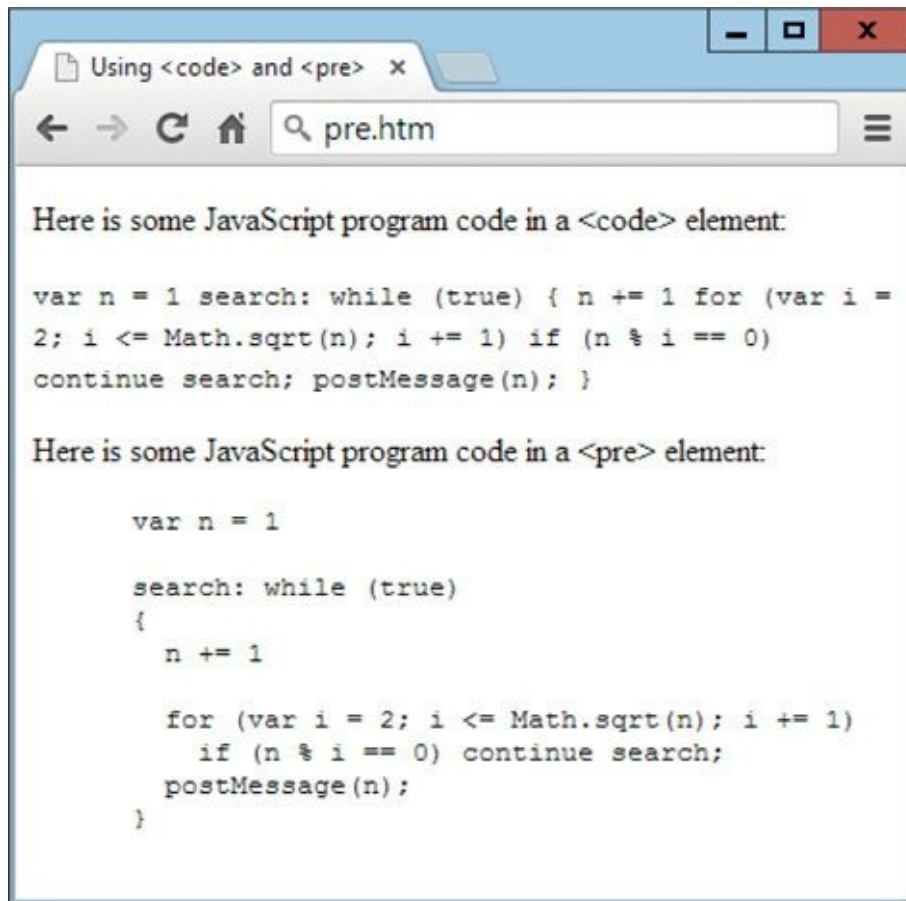 Using <code> and <pre>
pre.htm
Here is some JavaScript program code in a <code> element:
var n = 1 search: while (true) { n += 1 for (var i =
2; i <= Math.sqrt(n); i += 1) if (n % i == 0)
continue search; postMessage(n); }
Here is some JavaScript program code in a <pre> element:
var n = 1
search: while (true)
{
n += 1
for (var i = 2; i <= Math.sqrt(n); i += 1)
if (n % i == 0) continue search;
postMessage(n);
}